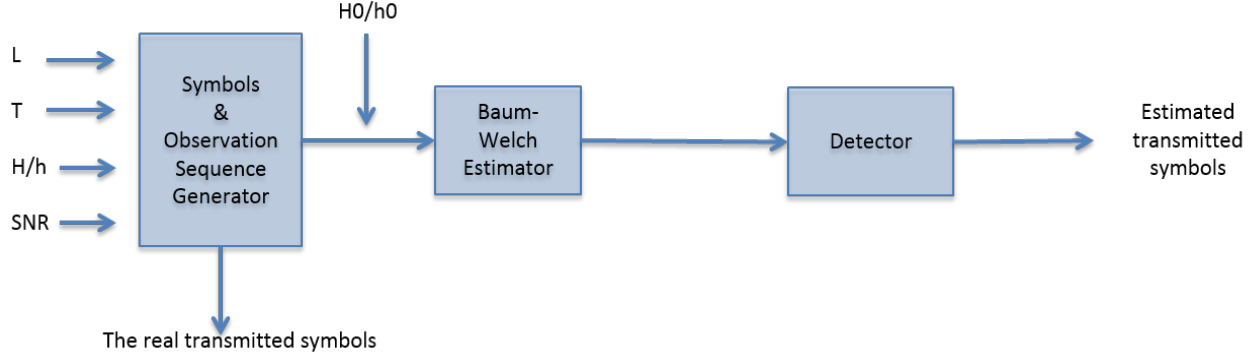 H0/h0
L
T
H/h
SNR
Symbols
&
Observation
Sequence
Generator
Baum-
Welch
Estimator
Detector
Estimated
transmitted
symbols
The real transmitted symbols